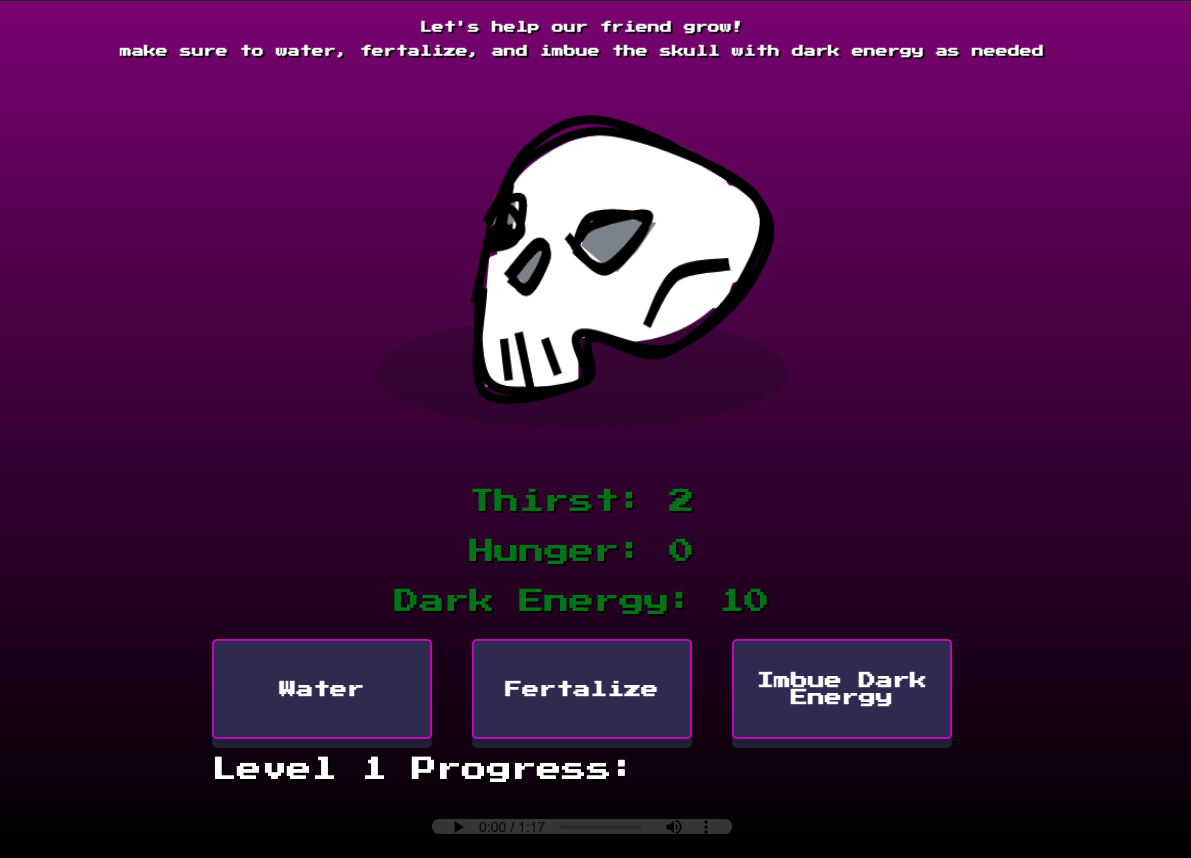 Let's help our friend grow!
make sure to water, fertalize, and imbue the skull with dark energy as needed
Thirst: 2
Hunger: 0
Dark Energy: 10
Water
Fertalize
Imbue Dark
Energy
Level 1 Progress:
0:00 / 1:17